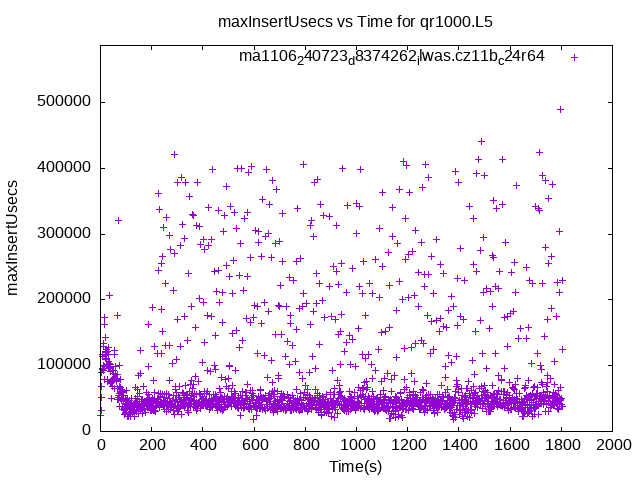 maxInsertUsecs vs Time for qr1000.L5
ma1106240723d8374262ilwas.cz11bc24r64
500000
400000
300000
200000
100000
0
maxInsertUsecs
0 200 400 600 800 1000 1200 1400 1600 1800 2000
Time(s)